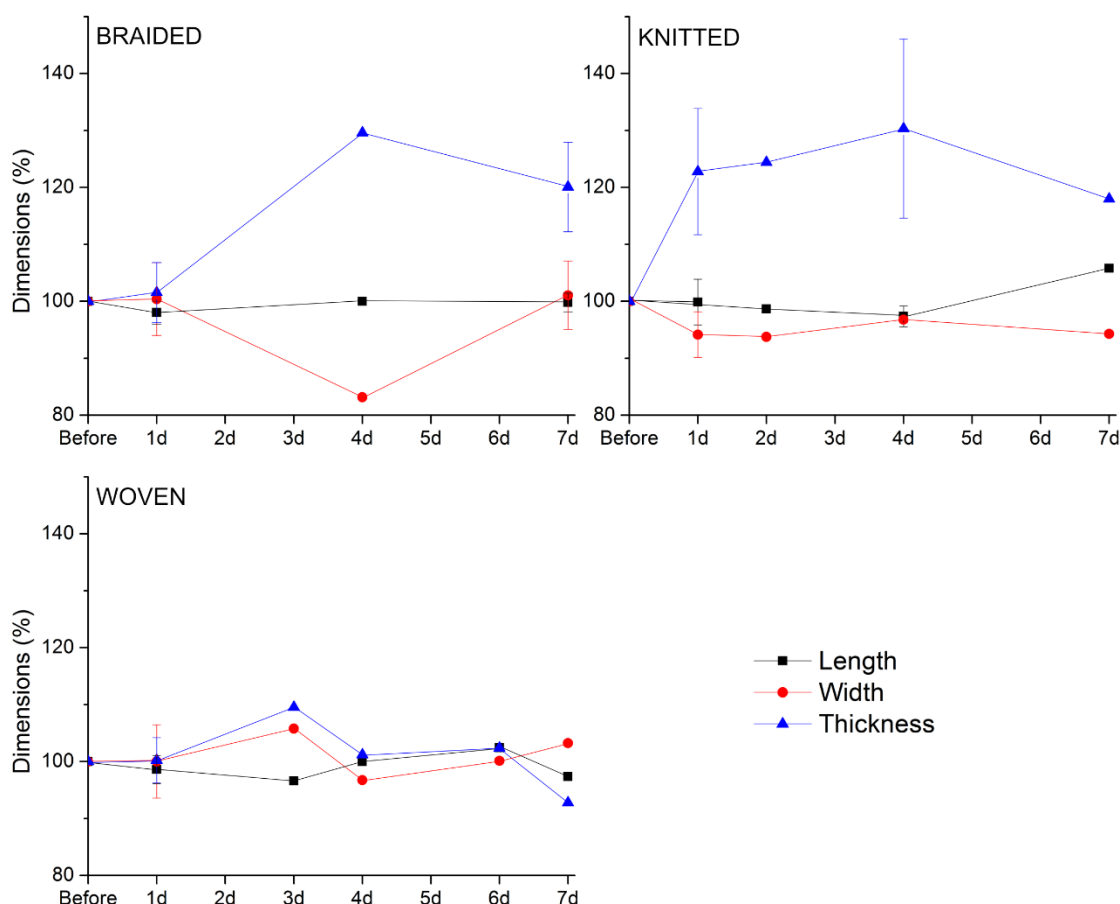 BRAIDED
Dimensions (%)
140
120
100
80
Before 1d 2d 3d 4d 5d 6d 7d
KNITTED
140
120
100
80
Before 1d 2d 4d 5d 6d 7d
WOVEN
Dimensions (%)
140
120
100
80
Before 1d 2d 3d 4d 5d 6d 7d
Length
Width
Thickness